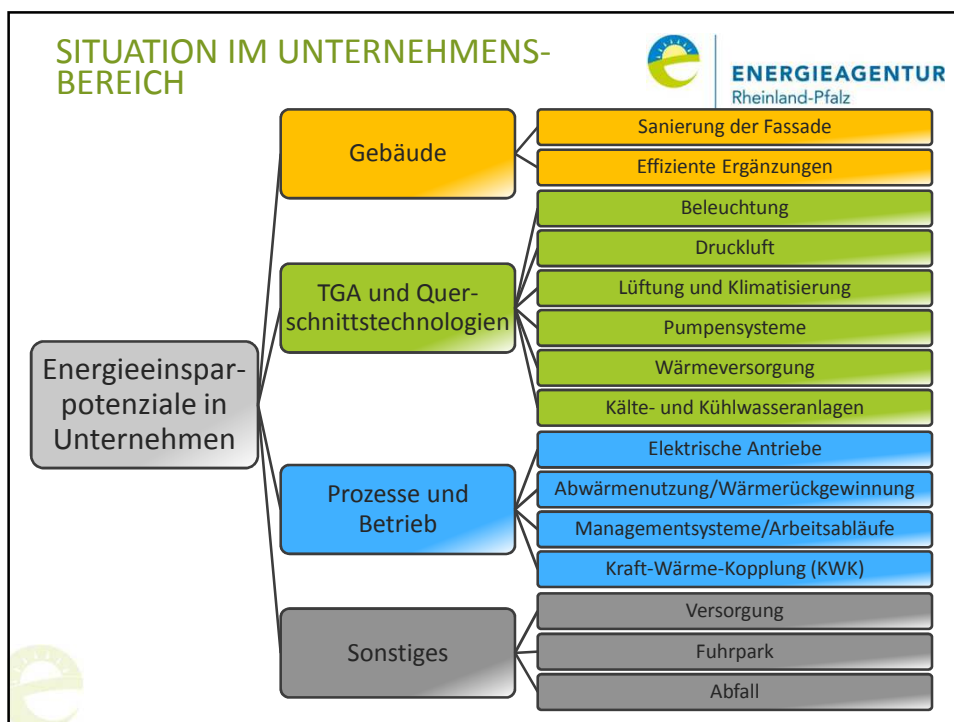 SITUATION IM UNTERNEHMENS-
BEREICH
ENERGIEAGENTUR
Rheinland-Pfalz
Energieeinspar-
potenziale in
Unternehmen
Gebäude
Sanierung der Fassade
Effiziente Ergänzungen
TGA und Quer-
schnittstechnologien
Beleuchtung
Druckluft
Lüftung und Klimatisierung
Pumpensysteme
Wärmeversorgung
Kälte- und Kühlwasseranlagen
Prozesse und
Betrieb
Elektrische Antriebe
Abwärmenutzung/Wärmerückgewinnung
Managementsysteme/Arbeitsabläufe
Kraft-Wärme-Kopplung (KWK)
Sonstiges
Versorgung
Fuhrpark
Abfall